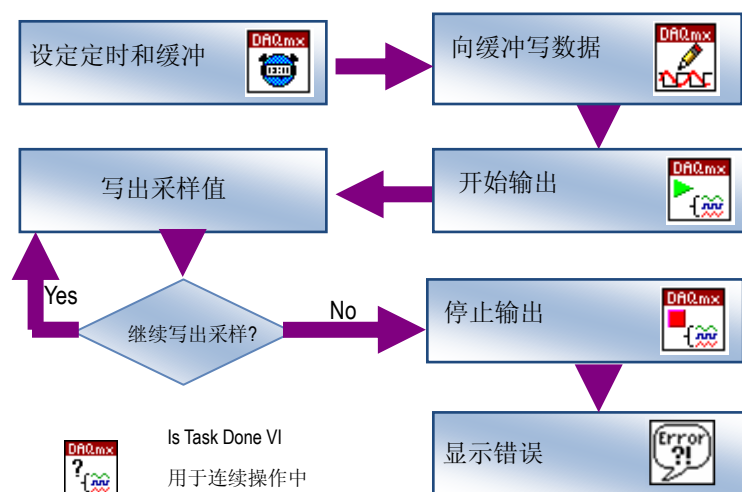 设定定时和缓冲
DAQmx
向缓冲写数据
DAQmx
写出采样值
开始输出
DAQmx
Yes
继续写出采样?
No
停止输出
DAQmx
DAQmx
?
Is Task Done VI
用于连续操作中
显示错误
Error
?!